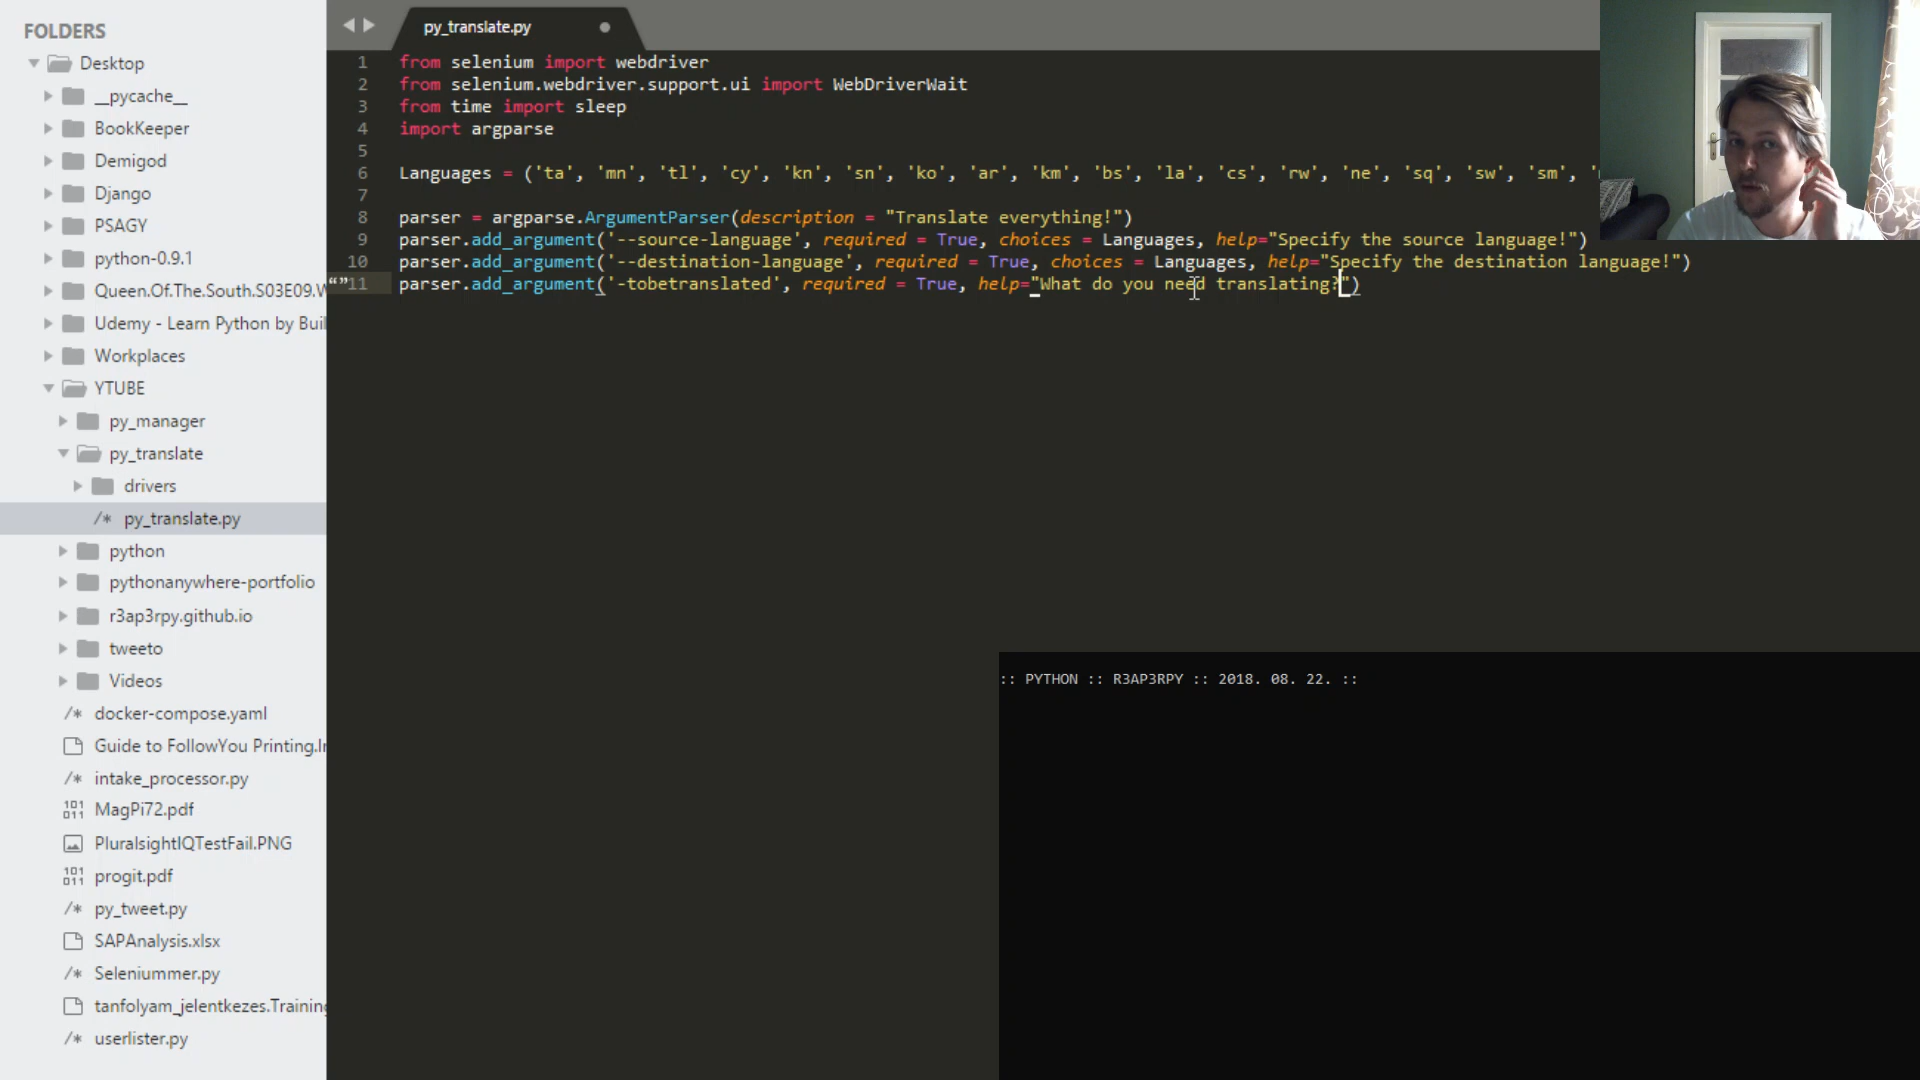 FOLDERS
Desktop
__pycache__
BookKeeper
Demigod
Django
PSAGY
python-0.9.1
Queen.Of.The.South.S03E09.W
Udemy - Learn Python by Buil
Workplaces
YTUBE
py_manager
py_translate
drivers
/* py_translate.py
python
pythonanywhere-portfolio
r3ap3rpy.github.io
tweeto
Videos
/* docker-compose.yaml
Guide to FollowYou Printing.
/* intake_processor.py
MagPi72.pdf
PluralsightIQTestFail.PNG
progit.pdf
/* py_tweet.py
SAPAnalysis.xlsx
/* Seleniummer.py
tanfolyam_jelentkezes.Training
/* userlister.py
py_translate.py
1 from selenium import webdriver
2 from selenium.webdriver.support.ui import WebDriverWait
3 from time import sleep
4 import argparse
5
6 Languages = ('ta', 'mn', 'tl', 'cy', 'kn', 'sn', 'ko', 'ar', 'km', 'bs', 'la', 'cs', 'rw', 'ne', 'sq', 'sw', 'sm', '
7
8 parser = argparse.ArgumentParser(description = "Translate everything!")
9 parser.add_argument('--source-language', required = True, choices = Languages, help="Specify the source language!")
10 parser.add_argument('--destination-language', required = True, choices = Languages, help="Specify the destination language!")
“”11 parser.add_argument('-tobetranslated', required = True, help="What do you need translating?")
:: PYTHON :: R3AP3RPY :: 2018. 08. 22. ::